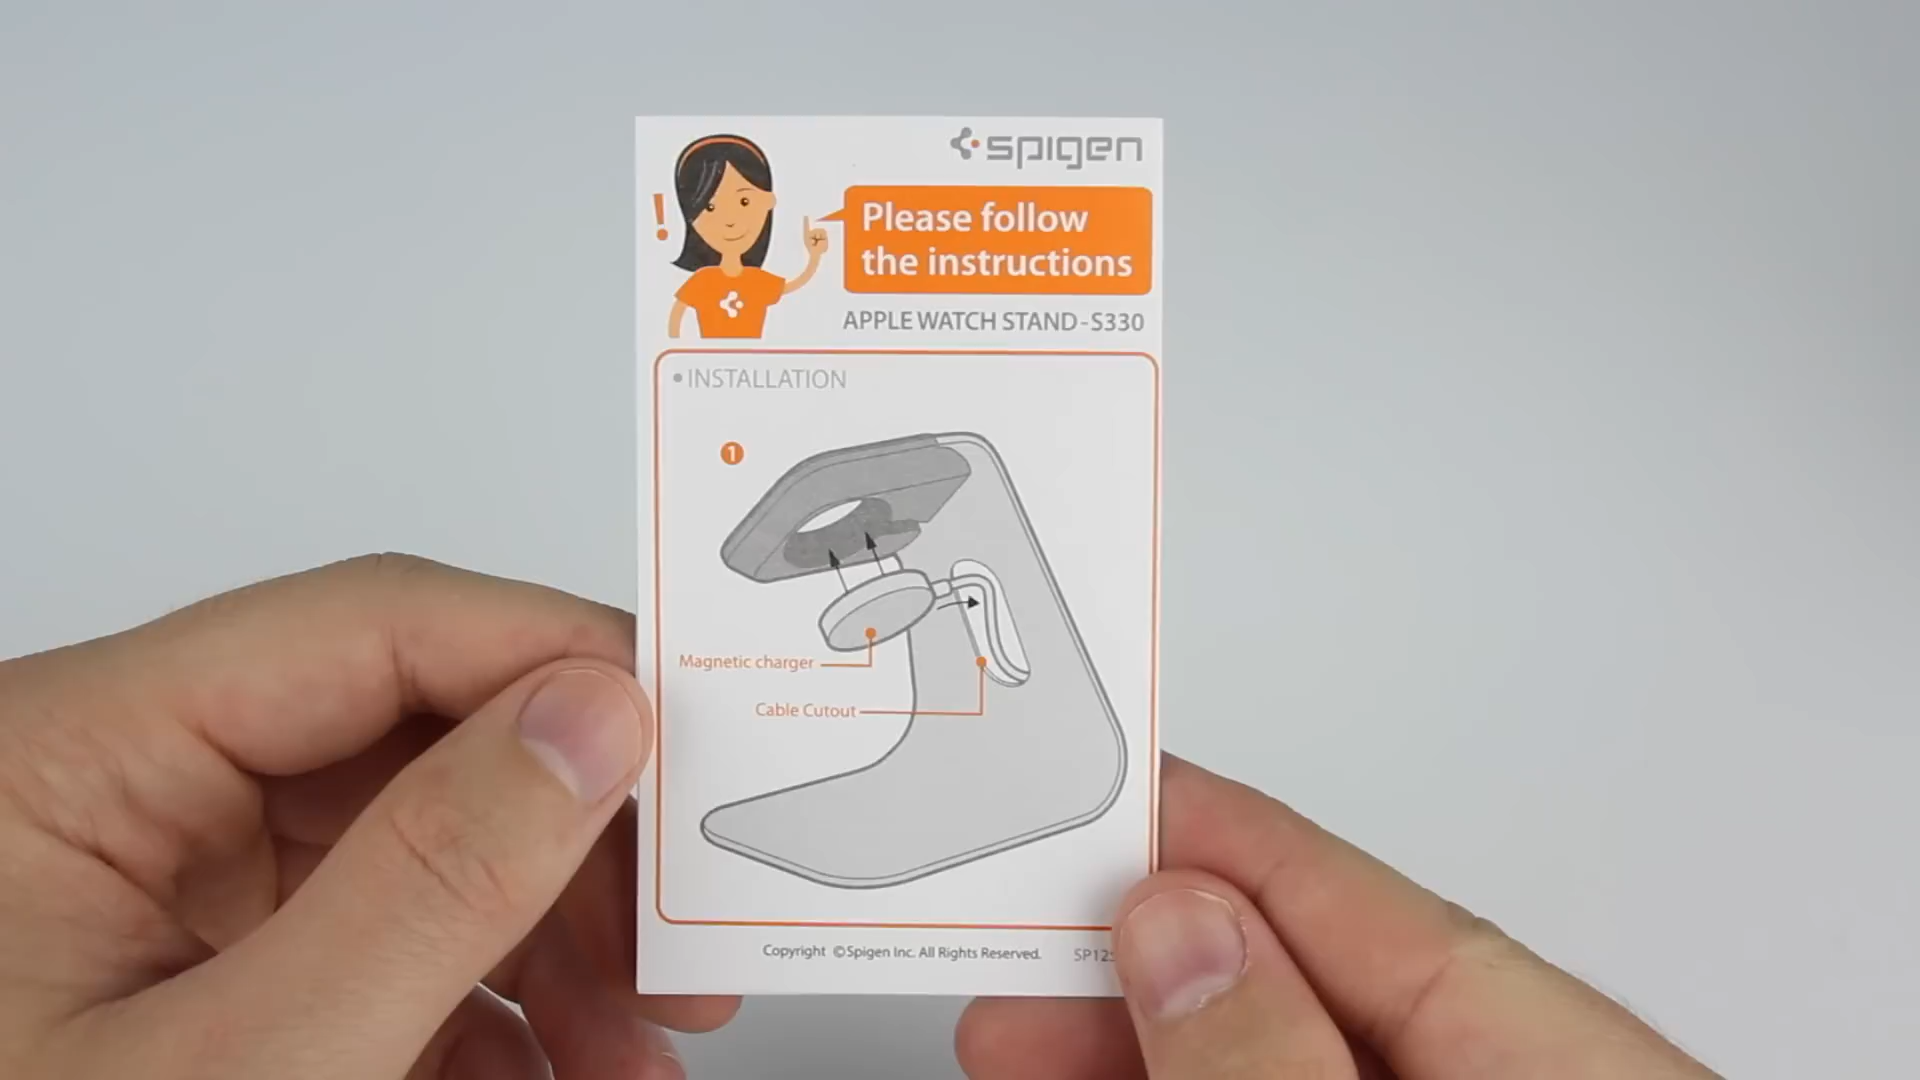 spigen
!
Please follow
the instructions
APPLE WATCH STAND-S330
• INSTALLATION
1
Magnetic charger
Cable Cutout
Copyright ©Spigen Inc. All Rights Reserved.